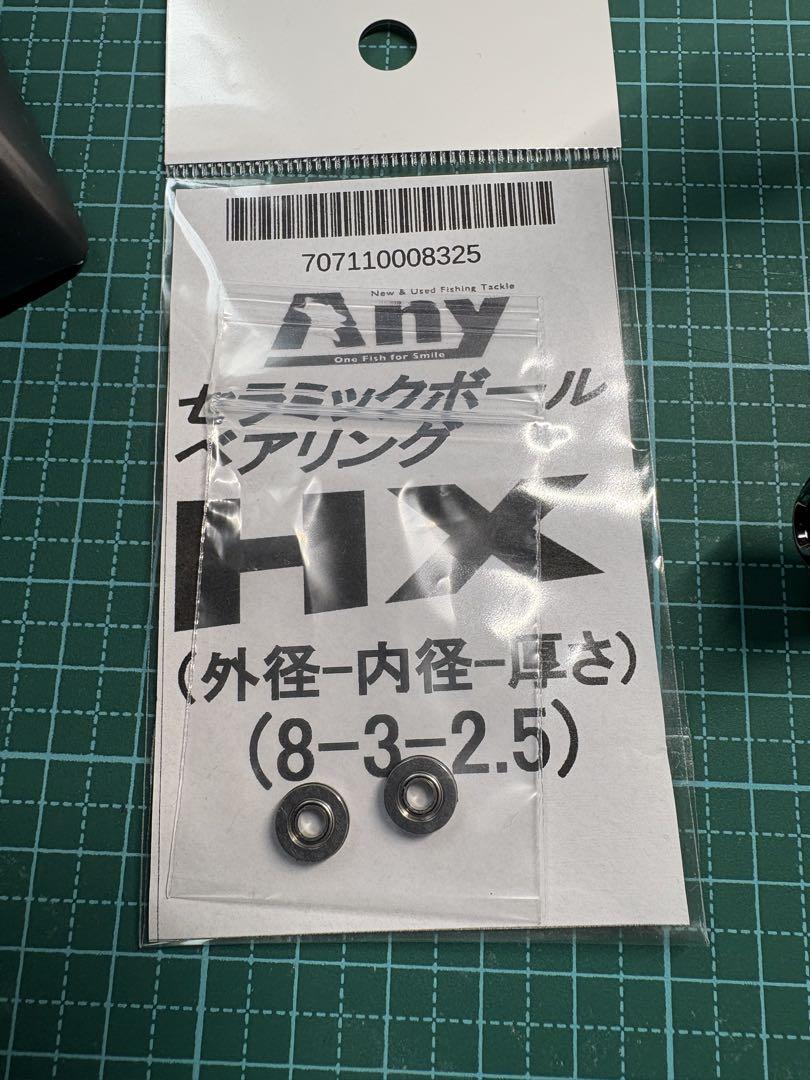 707110008325
New & Used Fishing Tackle
Any
One Fish for Smile
セラミックボール
ベアリング
HX
(外径-内径-厚さ)
(8-3-2.5)